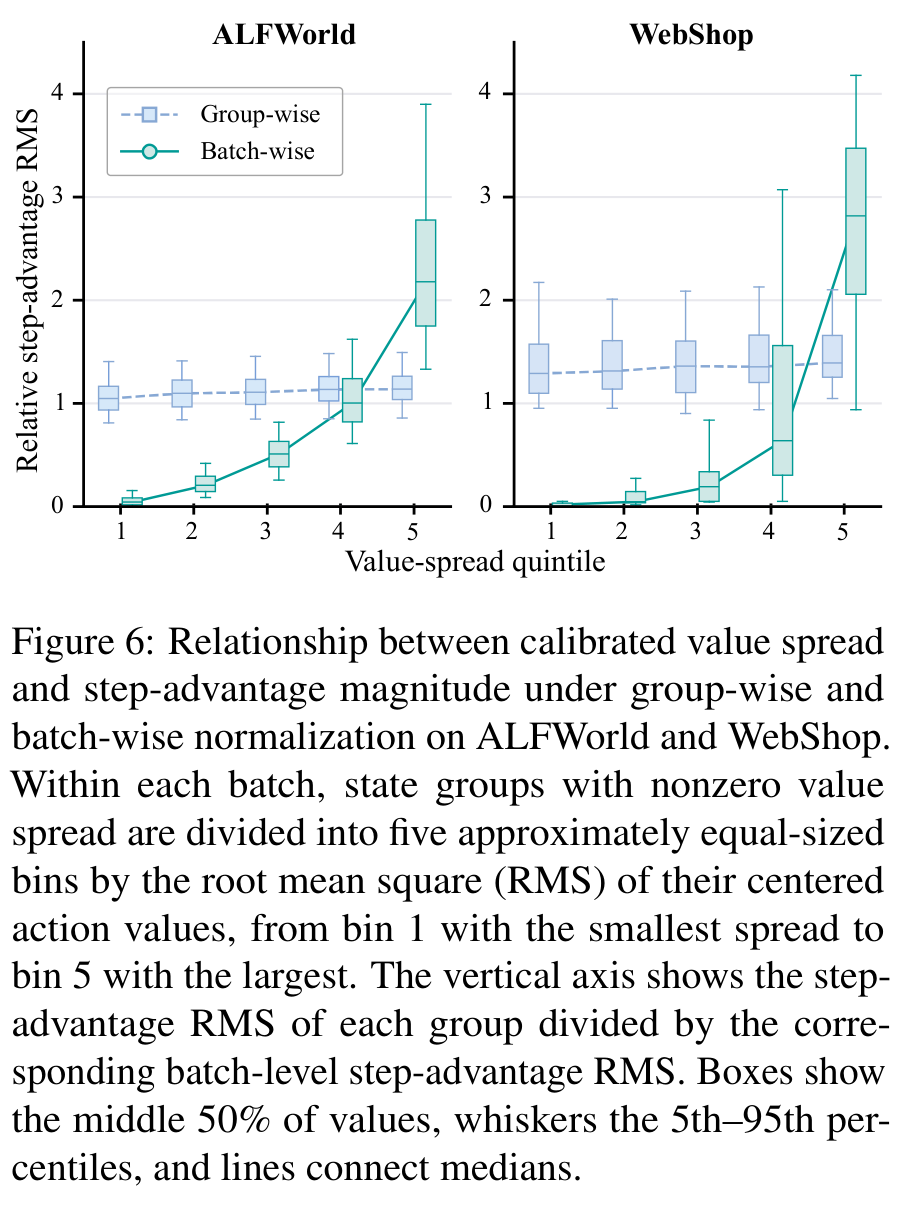 ALFWorld
WebShop
Relative step-advantage RMS
4
3
2
1
0
Group-wise
Batch-wise
1 2 3 4 5
4
3
2
1
0
1 2 3 4 5
Value-spread quintile
Figure 6: Relationship between calibrated value spread
and step-advantage magnitude under group-wise and
batch-wise normalization on ALFWorld and WebShop.
Within each batch, state groups with nonzero value
spread are divided into five approximately equal-sized
bins by the root mean square (RMS) of their centered
action values, from bin 1 with the smallest spread to
bin 5 with the largest. The vertical axis shows the step-
advantage RMS of each group divided by the corre-
sponding batch-level step-advantage RMS. Boxes show
the middle 50% of values, whiskers the 5th–95th per-
centiles, and lines connect medians.